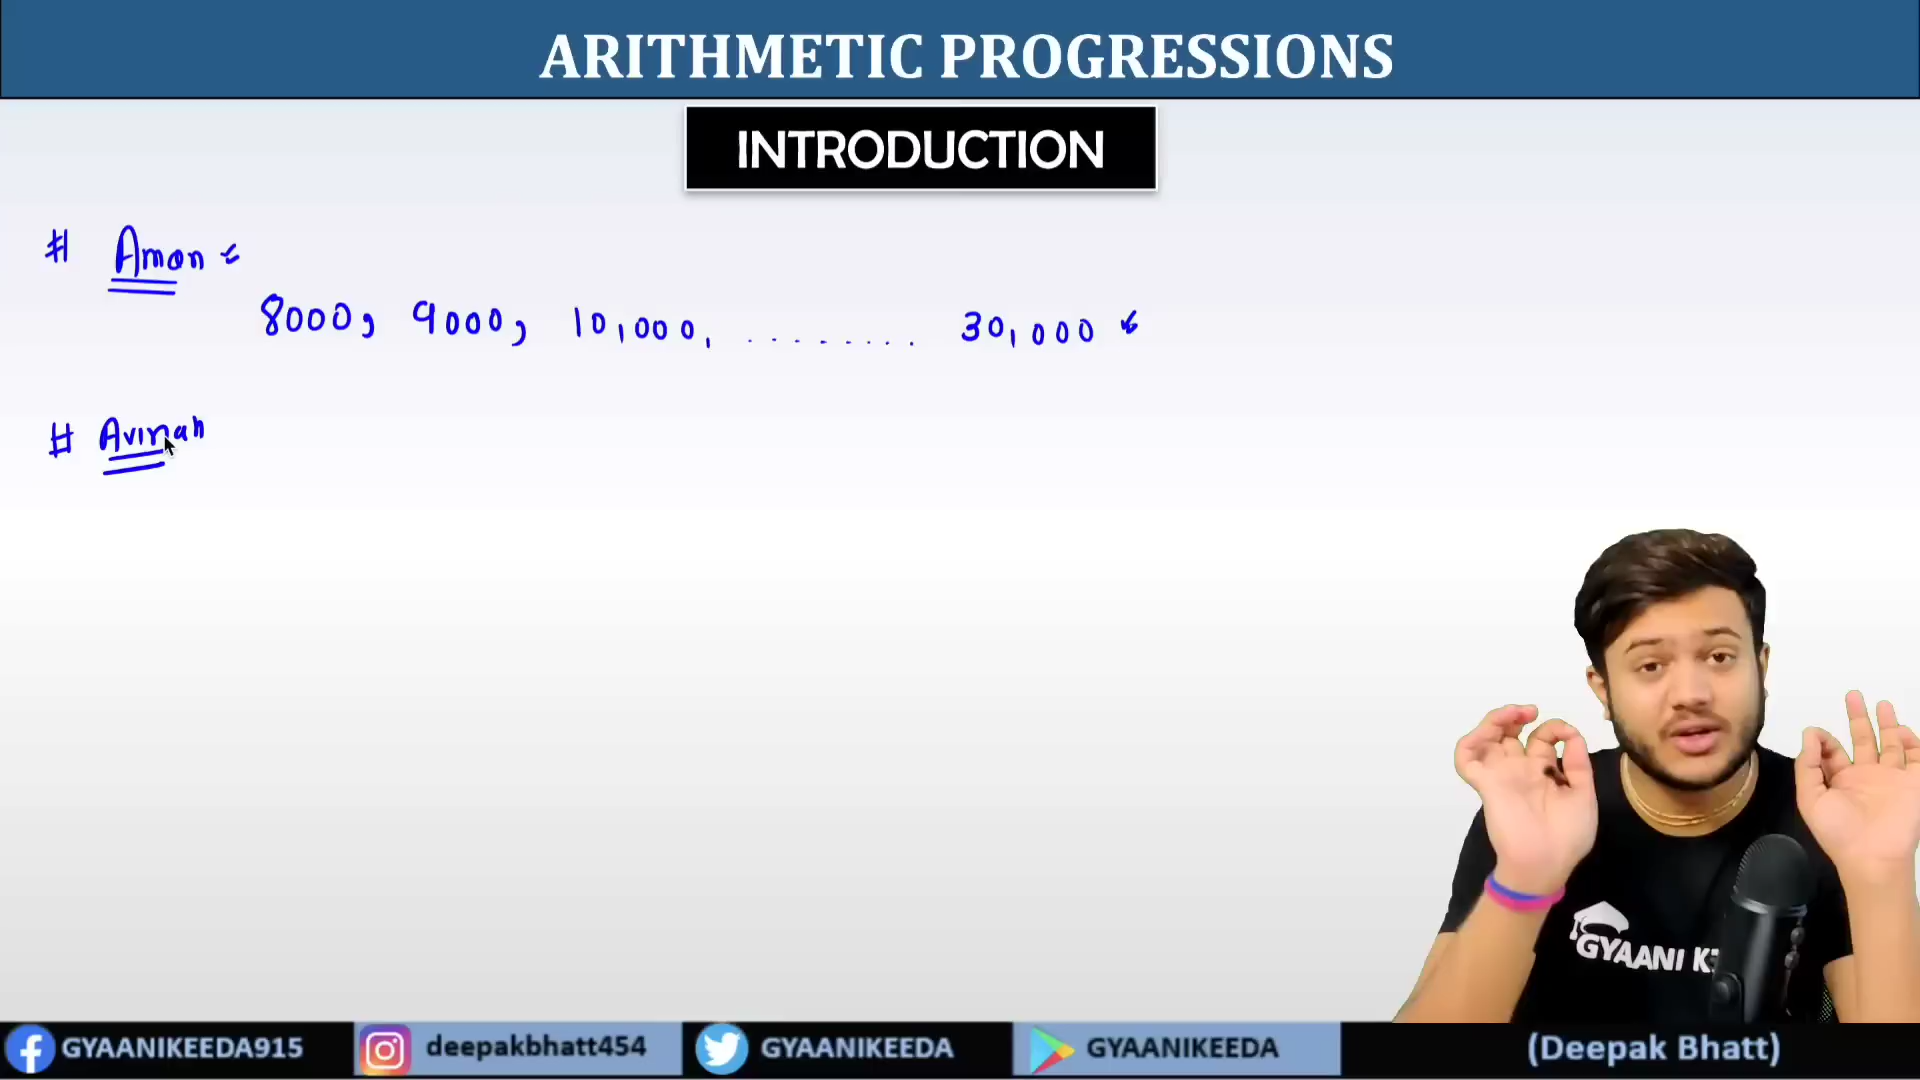 ARITHMETIC PROGRESSIONS
INTRODUCTION
# Aman
8000, 9000, 10,000, ......... 30,000
# Avinah
GYAANI K
GYAANIKEEDA915 deepakbhatt454 GYAANIKEEDA GYAANIKEEDA (Deepak Bhatt)